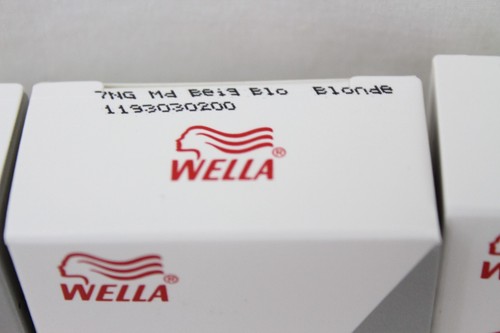 7NG Md Beig Blo Blonde
1193030200
WELLA®
WELLA®